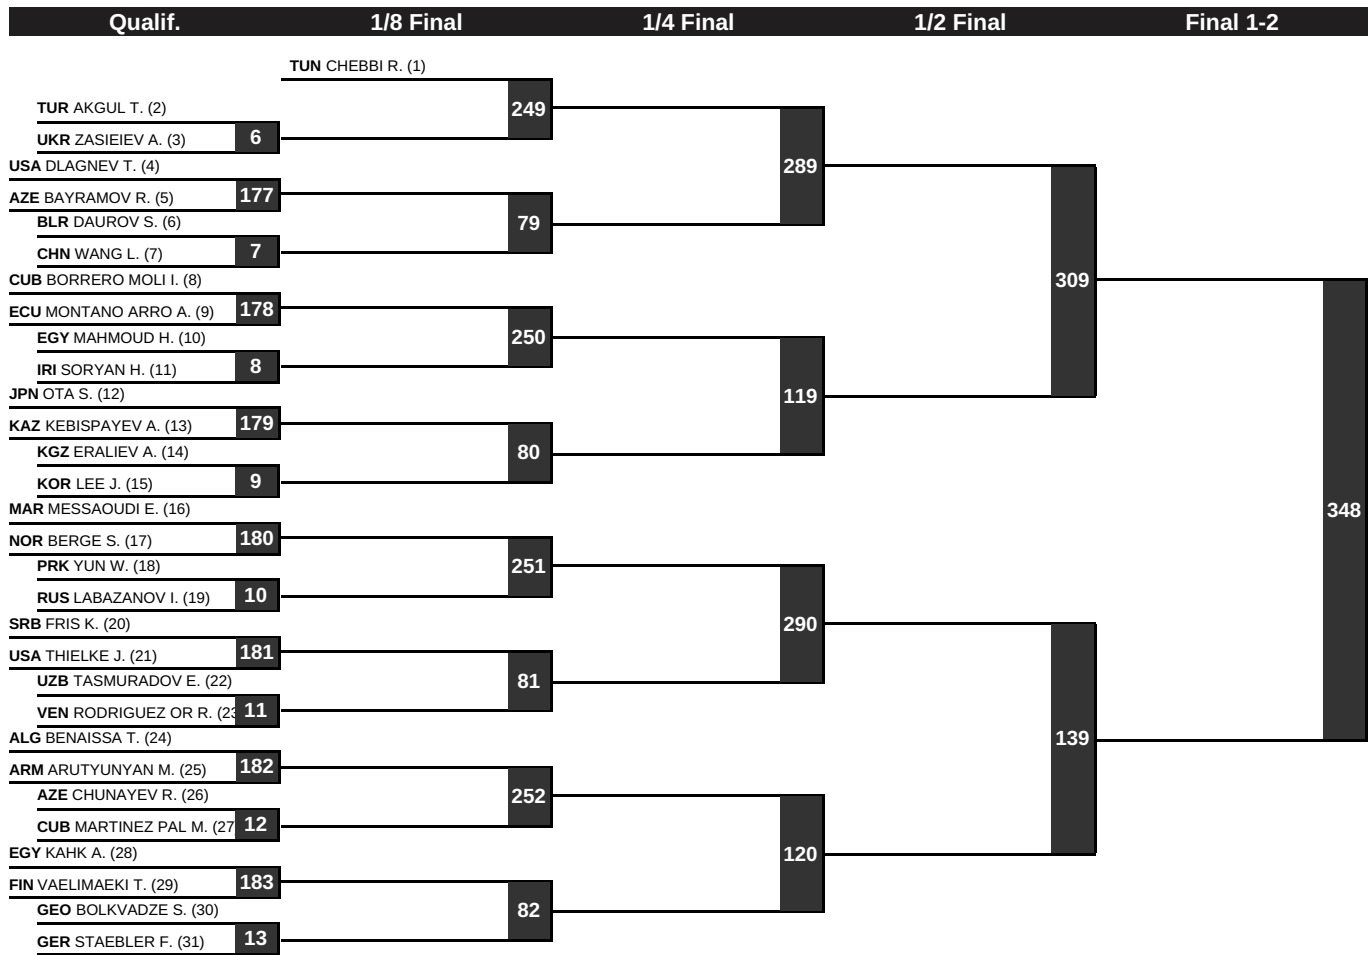 Qualif. 1/8 Final 1/4 Final 1/2 Final Final 1-2
TUN CHEBBI R. (1)
249
TUR AKGUL T. (2)
UKR ZASIEIEV A. (3) 6
USA DLAGNEV T. (4)
289
AZE BAYRAMOV R. (5) 177
BLR DAUROV S. (6)
79
CHN WANG L. (7) 7
CUB BORRERO MOLI I. (8)
309
ECU MONTANO ARRO A. (9) 178
EGY MAHMOUD H. (10)
250
IRI SORYAN H. (11) 8
JPN OTA S. (12)
119
KAZ KEBISPAYEV A. (13) 179
KGZ ERALIEV A. (14)
80
KOR LEE J. (15) 9
MAR MESSAOUDI E. (16)
348
NOR BERGE S. (17) 180
PRK YUN W. (18)
251
RUS LABAZANOV I. (19) 10
SRB FRIS K. (20)
290
USA THIELKE J. (21) 181
UZB TASMURADOV E. (22)
81
VEN RODRIGUEZ OR R. (23 11
ALG BENAISSA T. (24)
139
ARM ARUTYUNYAN M. (25) 182
AZE CHUNAYEV R. (26)
252
CUB MARTINEZ PAL M. (27 12
EGY KAHK A. (28)
120
FIN VAELIMAEKI T. (29) 183
GEO BOLKVADZE S. (30)
82
GER STAEBLER F. (31) 13